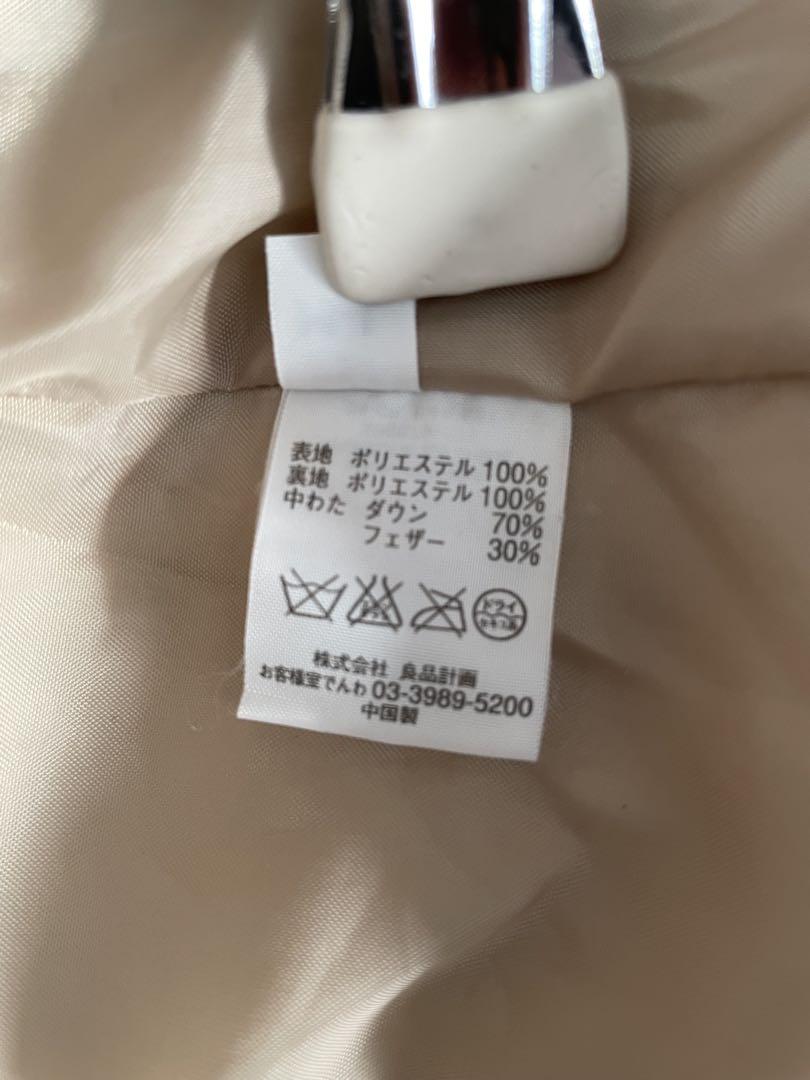 表地 ポリエステル 100%
裏地 ポリエステル 100%
中わた ダウン 70%
フェザー 30%
ドライ
株式会社 良品計画
お客様室でんわ 03-3989-5200
中国製